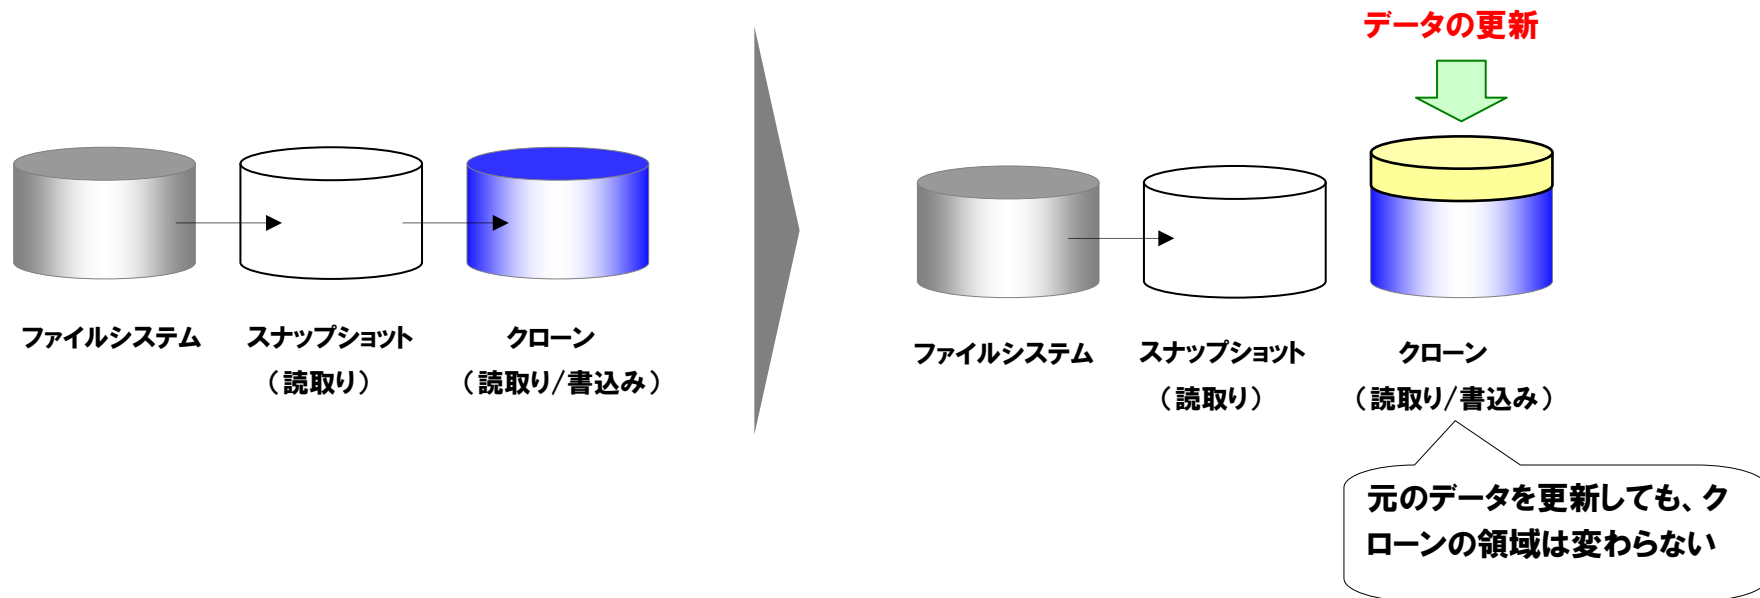 ファイルシステム
スナップショット
（読取り）
クローン
（読取り/書込み）
データの更新
ファイルシステム
スナップショット
（読取り）
クローン
（読取り/書込み）
元のデータを更新しても、ク
ローンの領域は変わらない